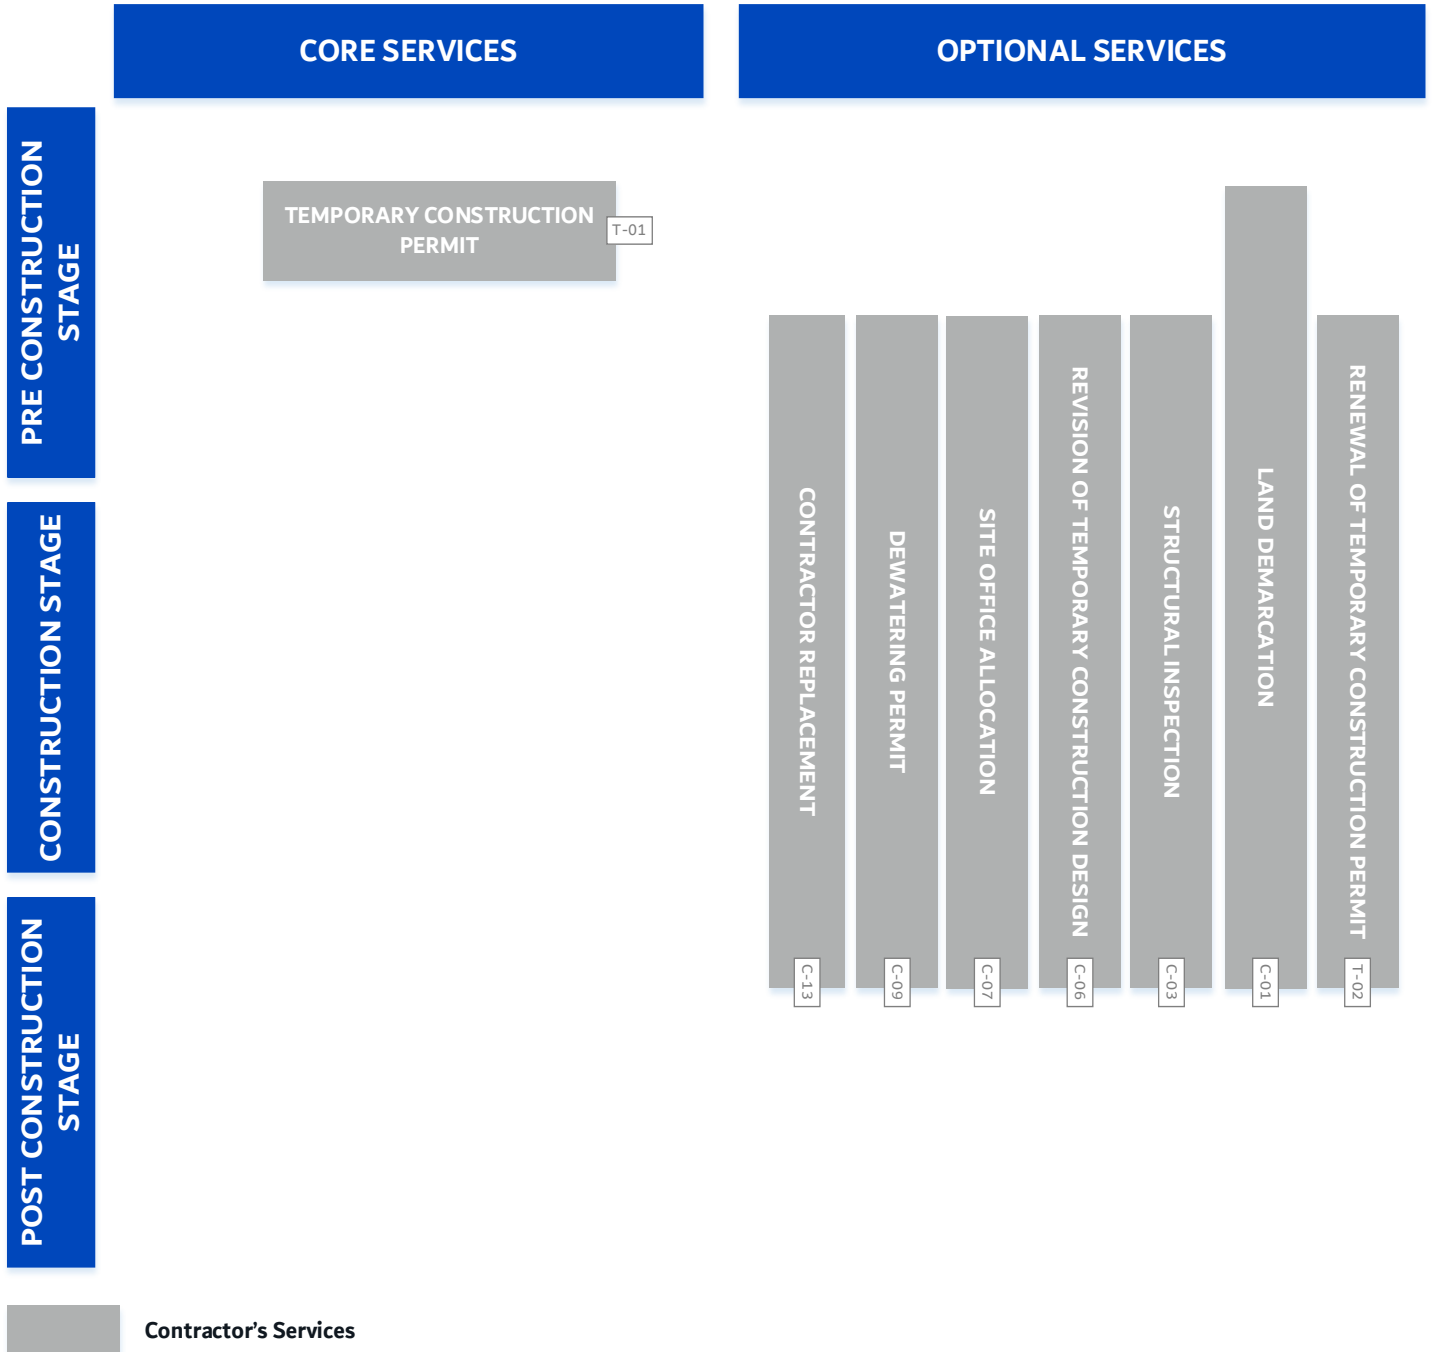 CORE SERVICES
OPTIONAL SERVICES
PRE CONSTRUCTION
STAGE
TEMPORARY CONSTRUCTION
PERMIT
T-01
CONSTRUCTION STAGE
POST CONSTRUCTION
STAGE
CONTRACTOR REPLACEMENT
C-13
DEWATERING PERMIT
C-09
SITE OFFICE ALLOCATION
C-07
REVISION OF TEMPORARY CONSTRUCTION DESIGN
C-06
STRUCTURAL INSPECTION
C-03
LAND DEMARCATION
C-01
RENEWAL OF TEMPORARY CONSTRUCTION PERMIT
T-02
Contractor’s Services